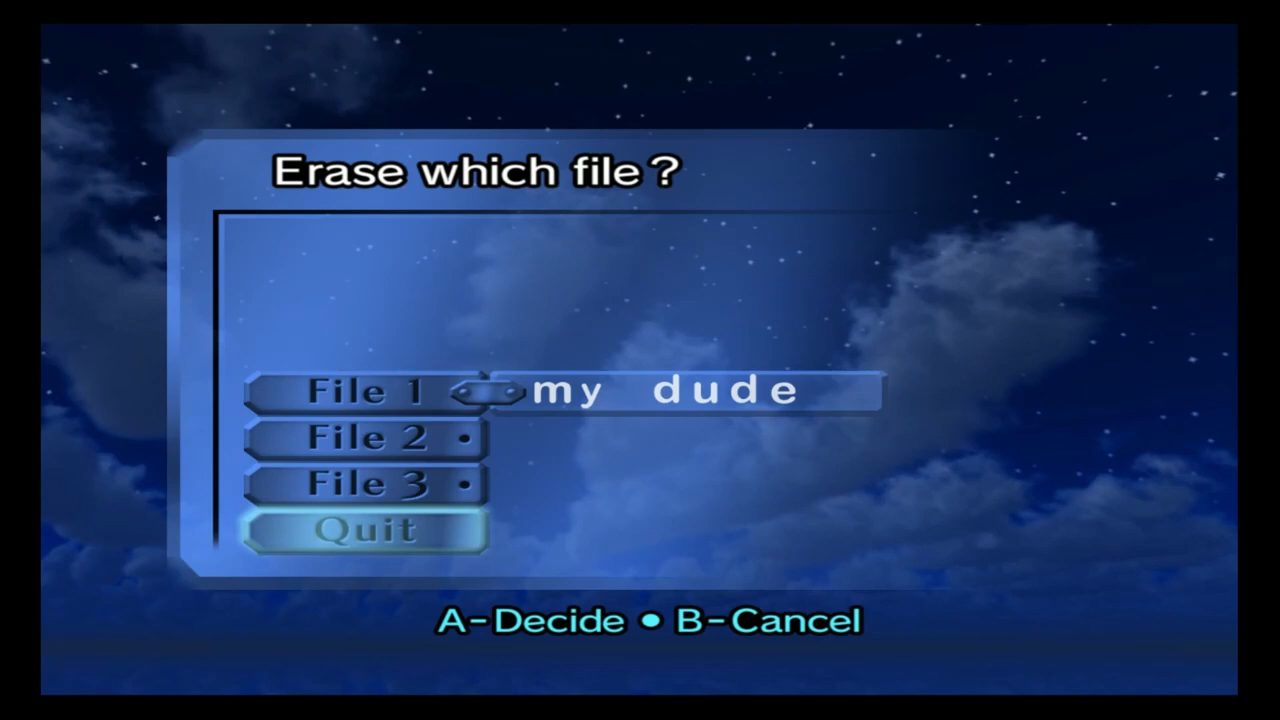 Erase which file?
File 1 my dude
File 2 •
File 3 •
Quit
A-Decide • B-Cancel